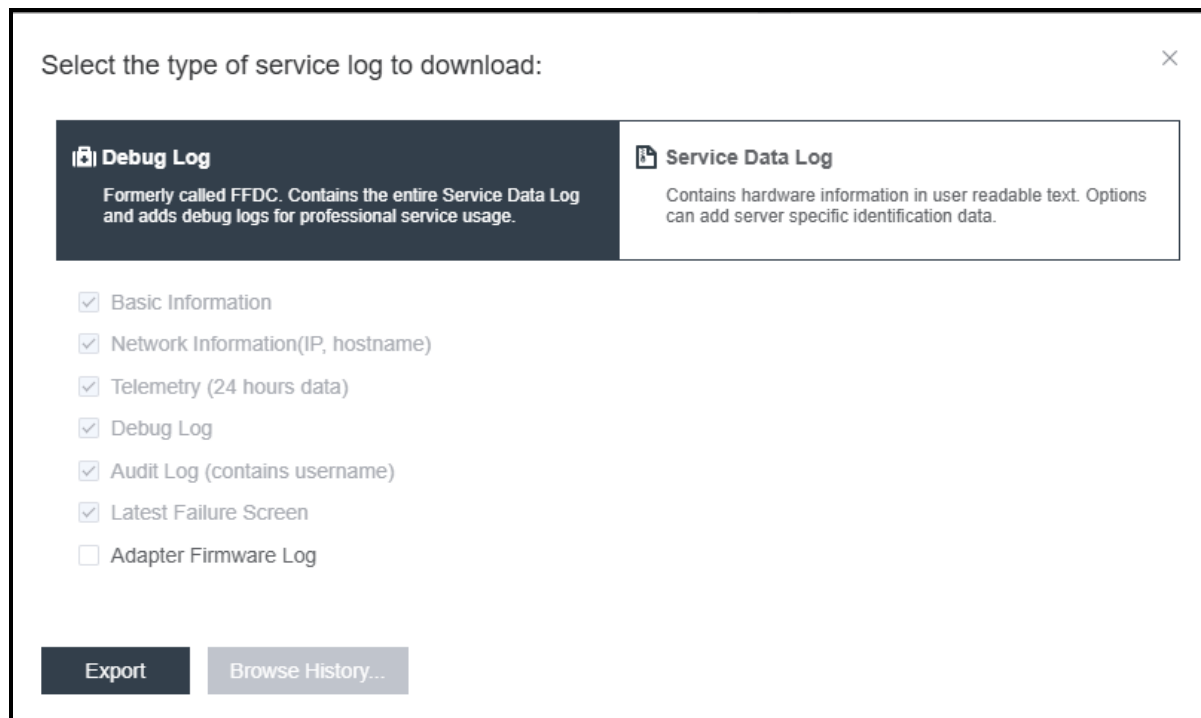 Select the type of service log to download:
Debug Log
Formerly called FFDC. Contains the entire Service Data Log
and adds debug logs for professional service usage.
Service Data Log
Contains hardware information in user readable text. Options
can add server specific identification data.
Basic Information
Network Information(IP, hostname)
Telemetry (24 hours data)
Debug Log
Audit Log (contains username)
Latest Failure Screen
Adapter Firmware Log
Export
Browse History...